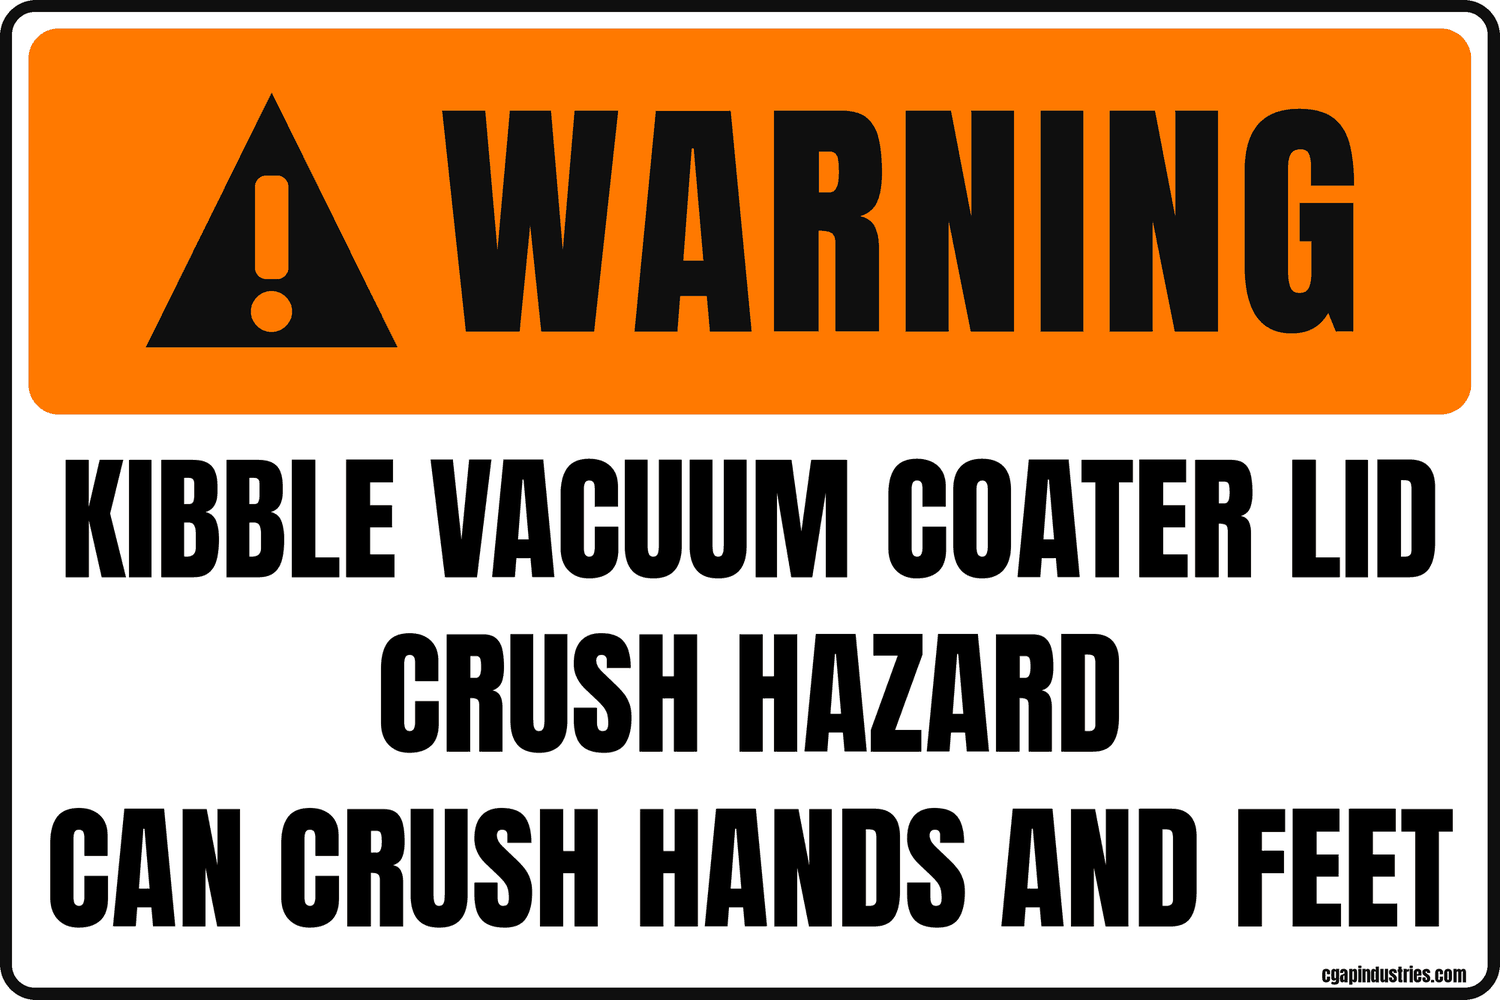 WARNING
KIBBLE VACUUM COATER LID
CRUSH HAZARD
CAN CRUSH HANDS AND FEET
cgapindustries.com